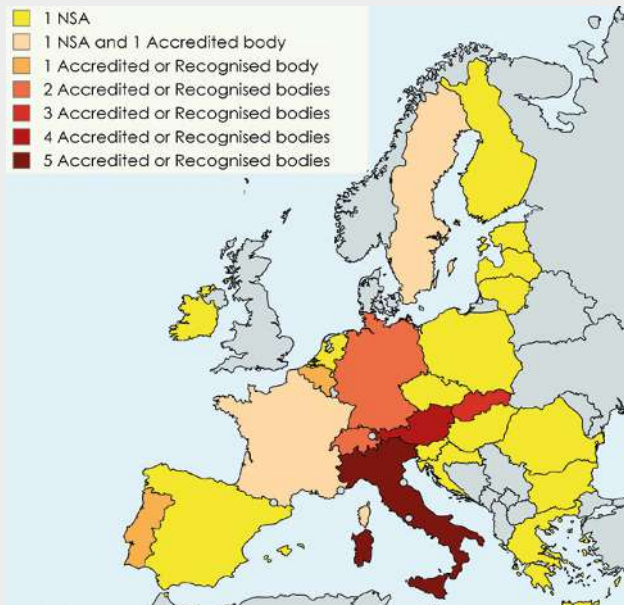 1 NSA
1 NSA and 1 Accredited body
1 Accredited or Recognised body
2 Accredited or Recognised bodies
3 Accredited or Recognised bodies
4 Accredited or Recognised bodies
5 Accredited or Recognised bodies